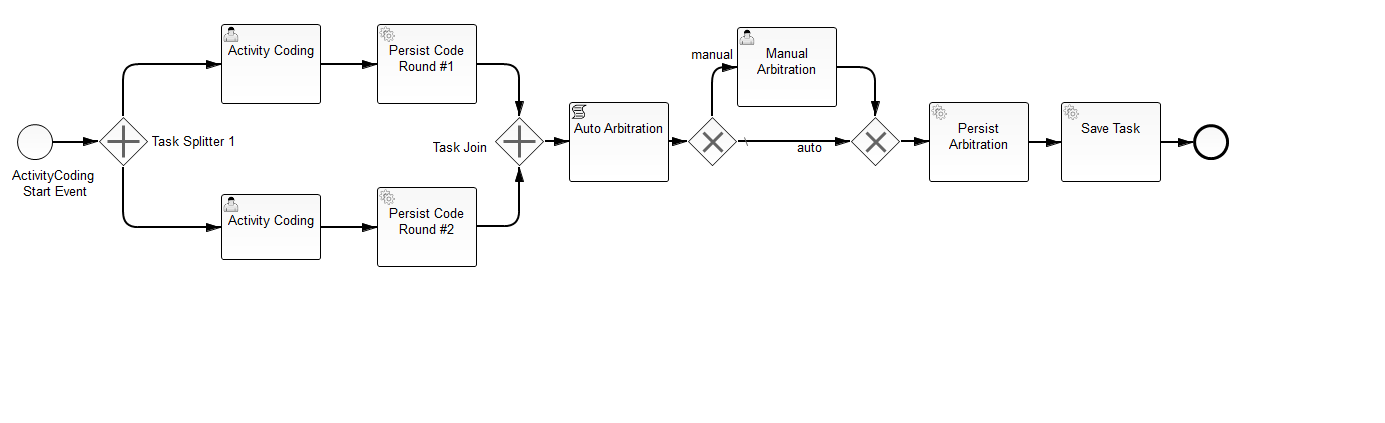 Activity Coding
Persist Code
Round #1
manual
Manual
Arbitration
Task Splitter 1
Task Join
Auto Arbitration
auto
Persist
Arbitration
Save Task
ActivityCoding
Start Event
Activity Coding
Persist Code
Round #2